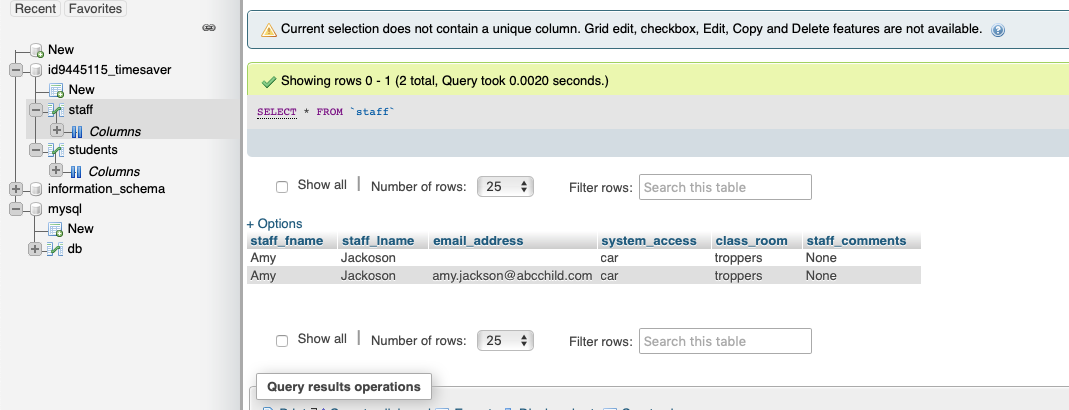 Recent Favorites
New
id9445115_timesaver
New
staff
Columns
students
Columns
information_schema
mysql
New
db
Current selection does not contain a unique column. Grid edit, checkbox, Edit, Copy and Delete features are not available.
Showing rows 0 - 1 (2 total, Query took 0.0020 seconds.)
SELECT * FROM `staff`
Show all | Number of rows: 25 Filter rows: Search this table
+ Options
staff_fname staff_lname email_address system_access class_room staff_comments
Amy Jackoson car troppers None
Amy Jackoson amy.jackson@abcchild.com car troppers None
Show all | Number of rows: 25 Filter rows: Search this table
Query results operations